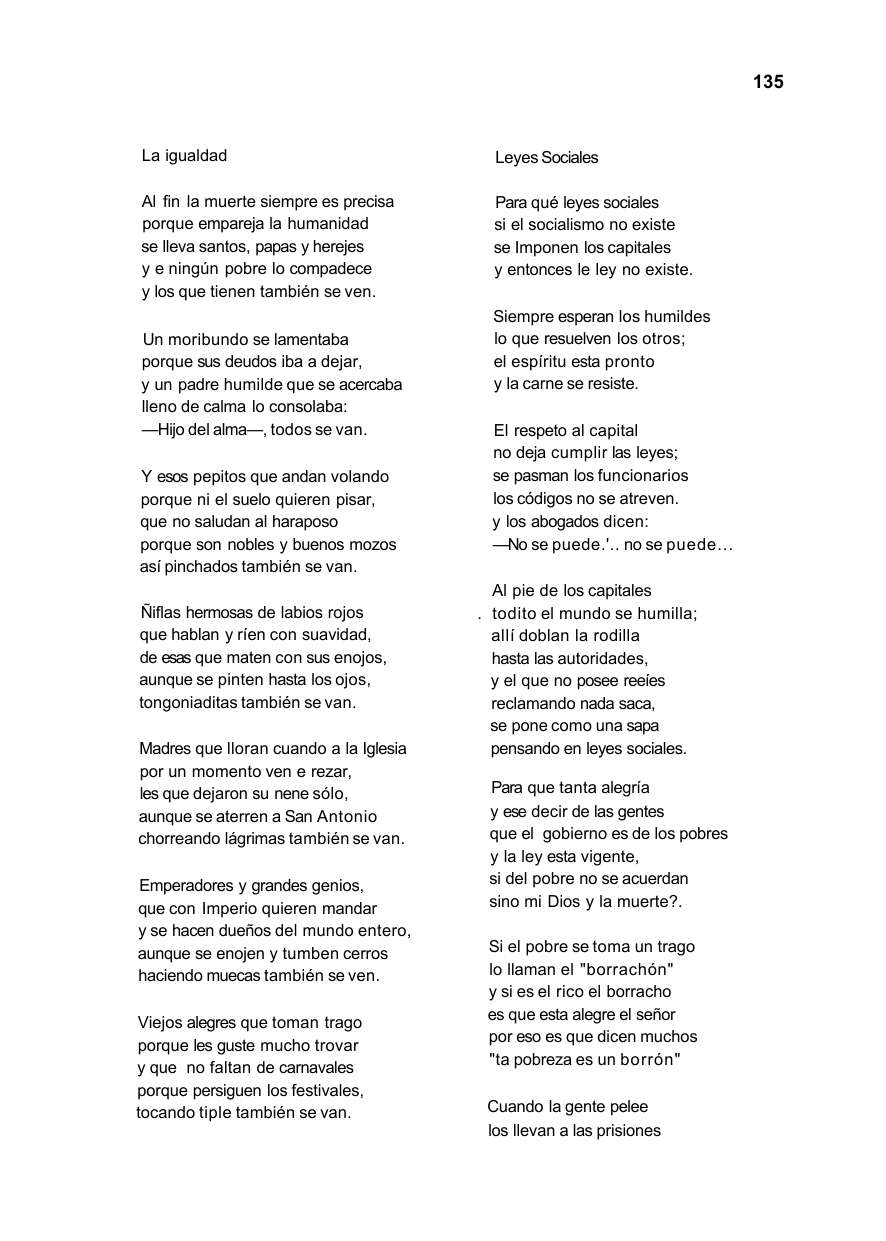 135
La igualdad
Al fin la muerte siempre es precisa
porque empareja la humanidad
se lleva santos, papas y herejes
y e ningún pobre lo compadece
y los que tienen también se ven.
Un moribundo se lamentaba
porque sus deudos iba a dejar,
y un padre humilde que se acercaba
lleno de calma lo consolaba:
—Hijo del alma—, todos se van.
Y esos pepitos que andan volando
porque ni el suelo quieren pisar,
que no saludan al haraposo
porque son nobles y buenos mozos
así pinchados también se van.
Ñiflas hermosas de labios rojos
que hablan y ríen con suavidad,
de esas que maten con sus enojos,
aunque se pinten hasta los ojos,
tongoniaditas también se van.
Madres que lloran cuando a la Iglesia
por un momento ven e rezar,
les que dejaron su nene sólo,
aunque se aterren a San Antonio
chorreando lágrimas también se van.
Emperadores y grandes genios,
que con Imperio quieren mandar
y se hacen dueños del mundo entero,
aunque se enojen y tumben cerros
haciendo muecas también se ven.
Viejos alegres que toman trago
porque les guste mucho trovar
y que no faltan de carnavales
porque persiguen los festivales,
tocando tiple también se van.
Leyes Sociales
Para qué leyes sociales
si el socialismo no existe
se Imponen los capitales
y entonces le ley no existe.
Siempre esperan los humildes
lo que resuelven los otros;
el espíritu esta pronto
y la carne se resiste.
El respeto al capital
no deja cumplir las leyes;
se pasman los funcionarios
los códigos no se atreven.
y los abogados dicen:
—No se puede.'.. no se puede...
Al pie de los capitales
. todito el mundo se humilla;
allí doblan la rodilla
hasta las autoridades,
y el que no posee reeíes
reclamando nada saca,
se pone como una sapa
pensando en leyes sociales.
Para que tanta alegría
y ese decir de las gentes
que el gobierno es de los pobres
y la ley esta vigente,
si del pobre no se acuerdan
sino mi Dios y la muerte?.
Si el pobre se toma un trago
lo llaman el "borrachón"
y si es el rico el borracho
es que esta alegre el señor
por eso es que dicen muchos
"ta pobreza es un borrón"
Cuando la gente pelee
los llevan a las prisiones